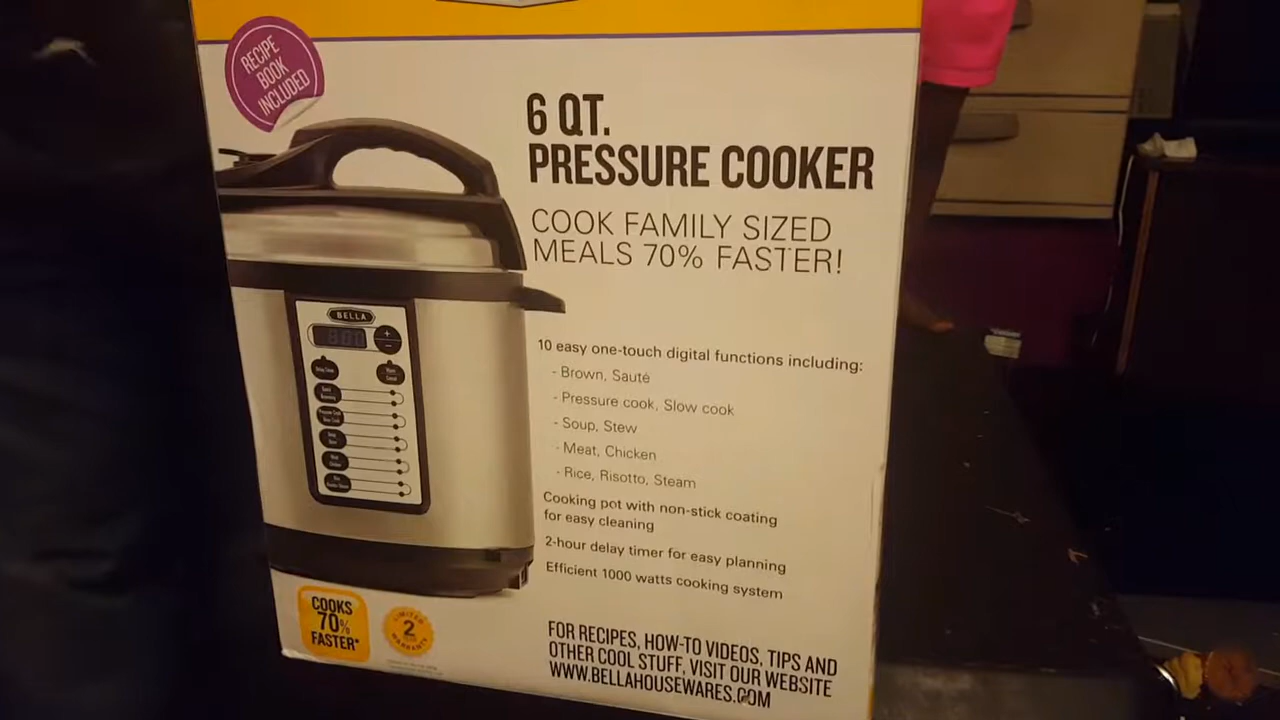 RECIPE
BOOK
INCLUDED
6 QT.
PRESSURE COOKER
COOK FAMILY SIZED
MEALS 70% FASTER!
BELLA
10 easy one-touch digital functions including:
- Brown, Sauté
- Pressure cook, Slow cook
- Soup, Stew
- Meat, Chicken
- Rice, Risotto, Steam
Cooking pot with non-stick coating
for easy cleaning
2-hour delay timer for easy planning
Efficient 1000 watts cooking system
COOKS
70%
FASTER*
LIMITED
2
WARRANTY
FOR RECIPES, HOW-TO VIDEOS, TIPS AND
OTHER COOL STUFF, VISIT OUR WEBSITE
WWW.BELLAHOUSEWARES.COM